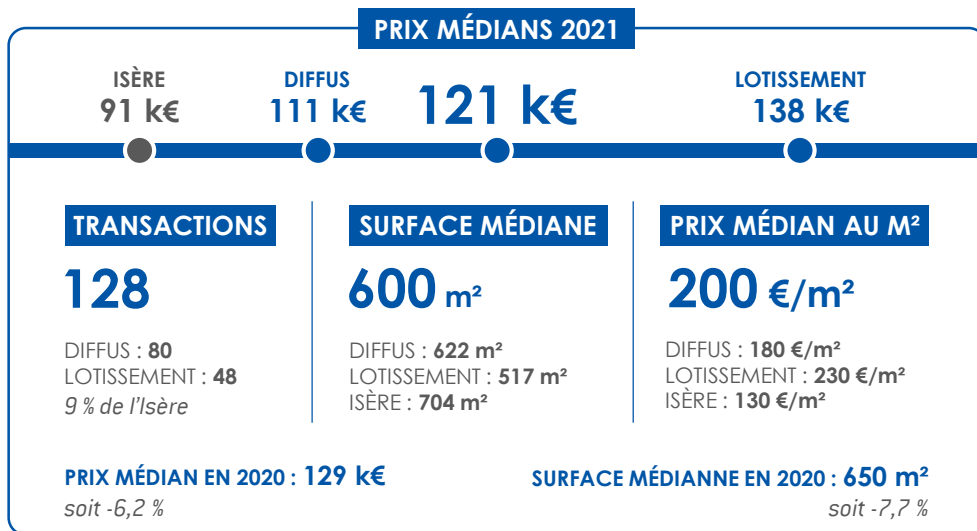 PRIX MÉDIANS 2021
ISÈRE
91 k€
DIFFUS
111 k€
121 k€
LOTISSEMENT
138 k€
TRANSACTIONS
128
DIFFUS : 80
LOTISSEMENT : 48
9 % de l'Isère
SURFACE MÉDIANE
600 m²
DIFFUS : 622 m²
LOTISSEMENT : 517 m²
ISÈRE : 704 m²
PRIX MÉDIAN AU M²
200 €/m²
DIFFUS : 180 €/m²
LOTISSEMENT : 230 €/m²
ISÈRE : 130 €/m²
PRIX MÉDIAN EN 2020 : 129 k€
soit -6,2 %
SURFACE MÉDIANNE EN 2020 : 650 m²
soit -7,7 %